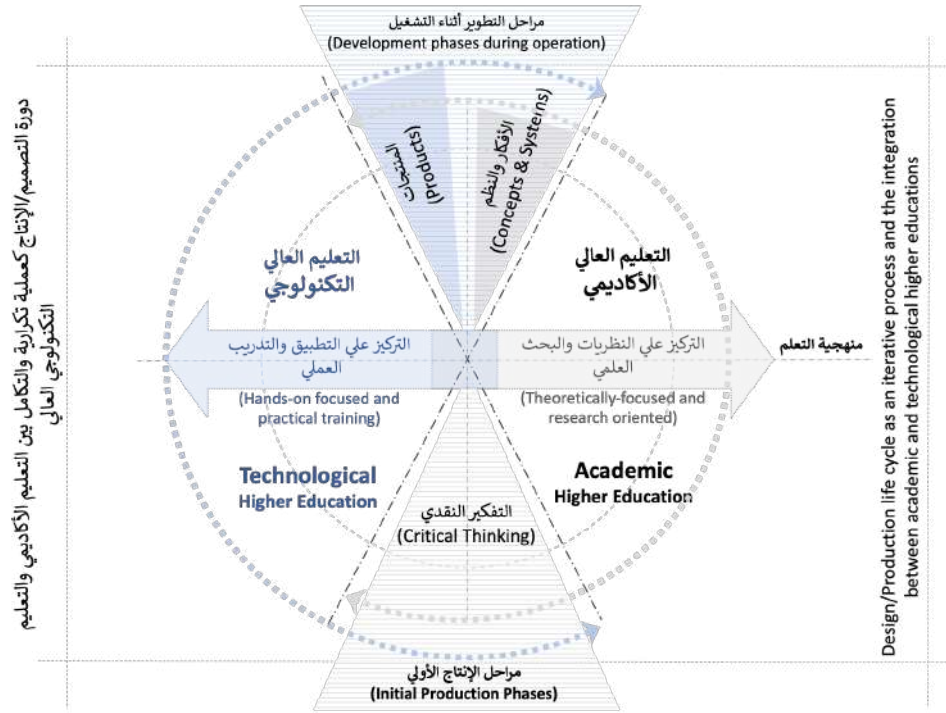 مراحل التطوير أثناء التشغيل
(Development phases during operation)
المنتجات
(Products)
الأفكار والنظم
(Concepts & Systems)
التعليم العالي
التكنولوجي
التعليم العالي
الأكاديمي
التركيز علي التطبيق والتدريب
العملي
(Hands-on focused and
practical training)
التركيز علي النظريات والبحث
العلمي
(Theoretically-focused and
research oriented)
منهجية التعلم
Technological
Higher Education
Academic
Higher Education
التفكير النقدي
(Critical Thinking)
مراحل الإنتاج الأولي
(Initial Production Phases)
دورة التصميم/الإنتاج كعملية تكرارية والتكامل بين التعليم الأكاديمي والتعليم
التكنولوجي العالي
Design/Production life cycle as an iterative process and the integration
between academic and technological higher educations